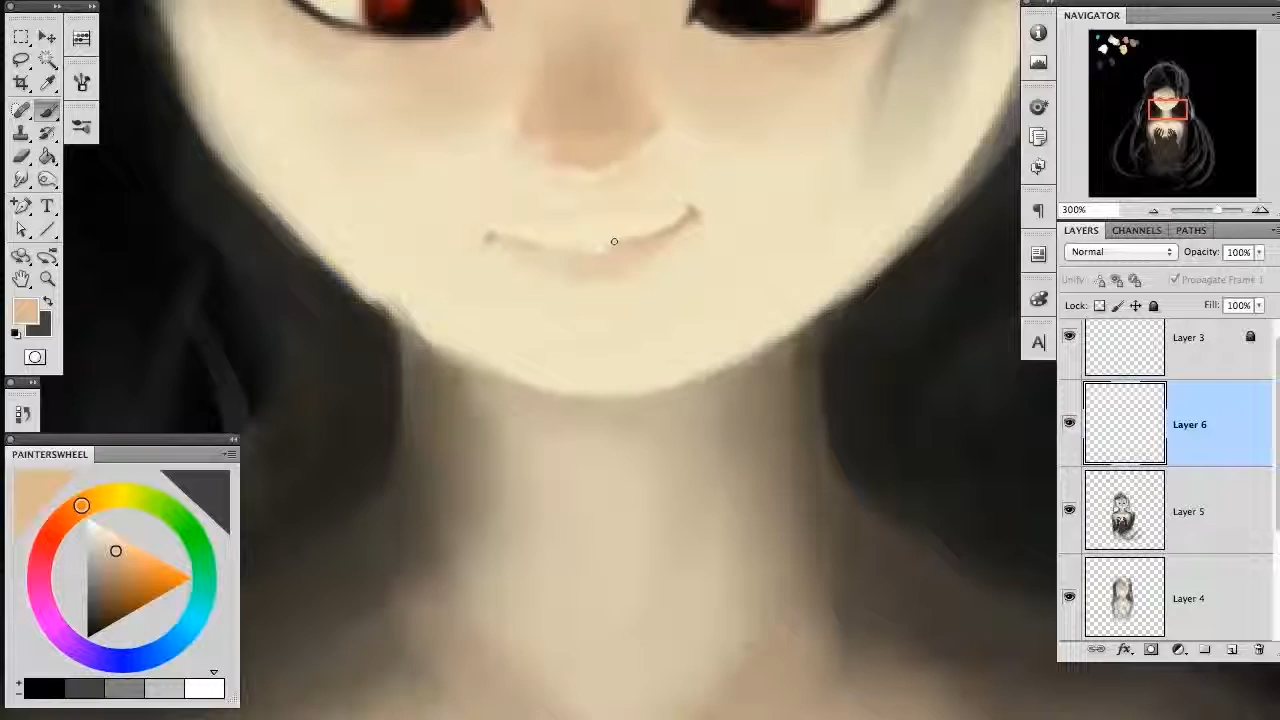 NAVIGATOR
300%
LAYERS CHANNELS PATHS
Normal Opacity: 100%
Unify Propagate Frame 1
Lock: Fill: 100%
Layer 3
Layer 6
Layer 5
Layer 4
fx
T
A
PAINTERSWHEEL